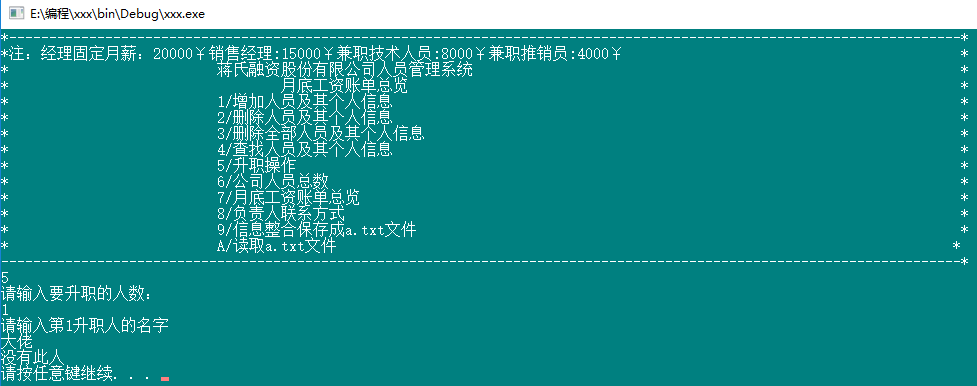 E:\编程\xxx\bin\Debug\xxx.exe
*------------------------------------------------------------------------------------------------------------------------*
*注：经理固定月薪：20000￥销售经理:15000￥兼职技术人员:8000￥兼职推销员:4000￥ *
* 蒋氏融资股份有限公司人员管理系统 *
* 月底工资账单总览 *
* 1/增加人员及其个人信息 *
* 2/删除人员及其个人信息 *
* 3/删除全部人员及其个人信息 *
* 4/查找人员及其个人信息 *
* 5/升职操作 *
* 6/公司人员总数 *
* 7/月底工资账单总览 *
* 8/负责人联系方式 *
* 9/信息整合保存成a.txt文件 *
* A/读取a.txt文件 *
------------------------------------------------------------------------------------------------------------------------*
5
请输入要升职的人数：
1
请输入第1升职人的名字
大佬
没有此人
请按任意键继续. . .